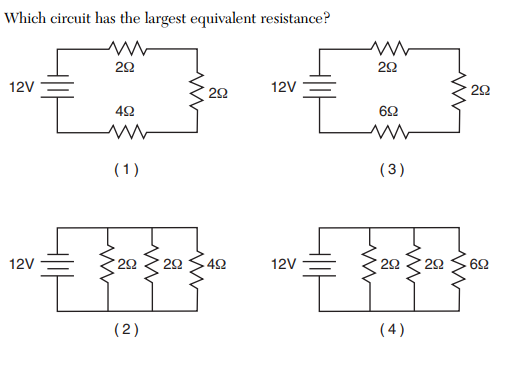 Which circuit has the largest equivalent resistance?
2Ω
12V
2Ω
4Ω
(1)
2Ω
12V
2Ω
6Ω
(3)
12V 2Ω 2Ω 4Ω
(2)
12V 2Ω 2Ω 6Ω
(4)